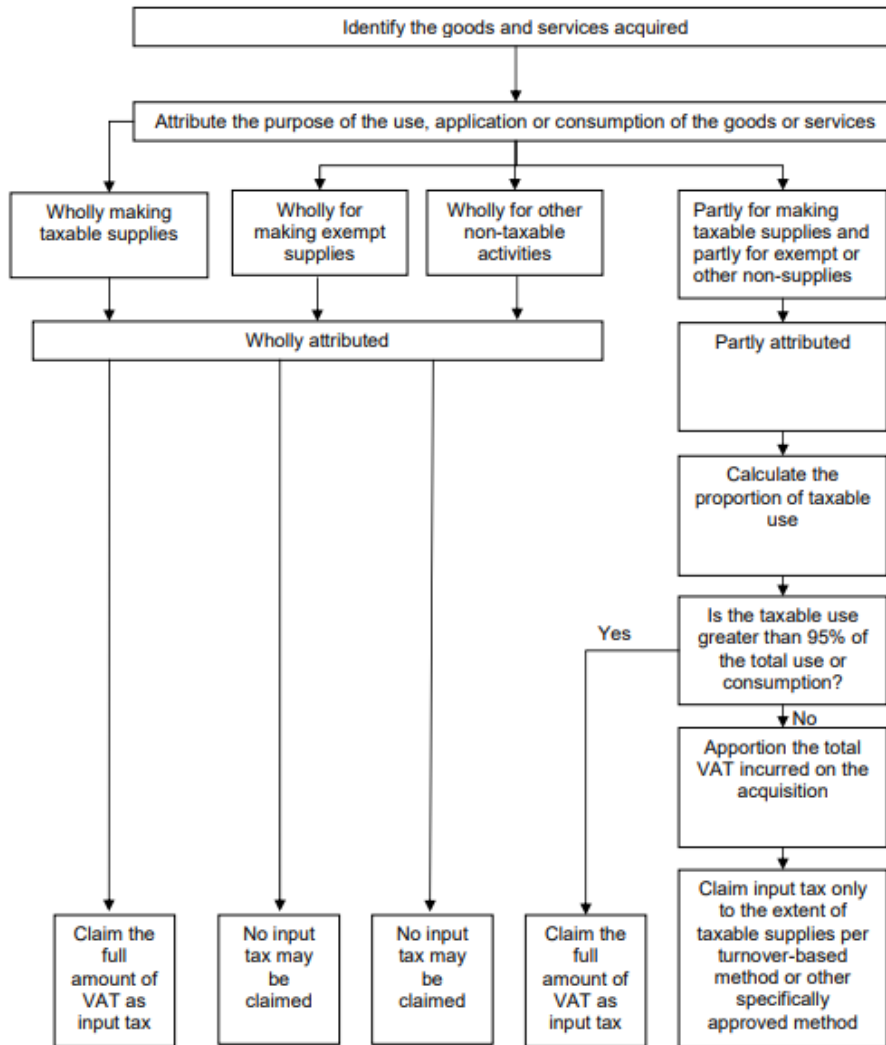 Identify the goods and services acquired
Attribute the purpose of the use, application or consumption of the goods or services
Wholly making
taxable supplies
Wholly for
making exempt
supplies
Wholly for other
non-taxable
activities
Partly for making
taxable supplies and
partly for exempt or
other non-supplies
Wholly attributed
Partly attributed
Calculate the
proportion of taxable
use
Is the taxable use
greater than 95% of
the total use or
consumption?
Yes
No
Apportion the total
VAT incurred on the
acquisition
Claim the
full
amount of
VAT as
input tax
No input
tax may
be
claimed
No input
tax may
be
claimed
Claim the
full
amount of
VAT as
input tax
Claim input tax only
to the extent of
taxable supplies per
turnover-based
method or other
specifically
approved method